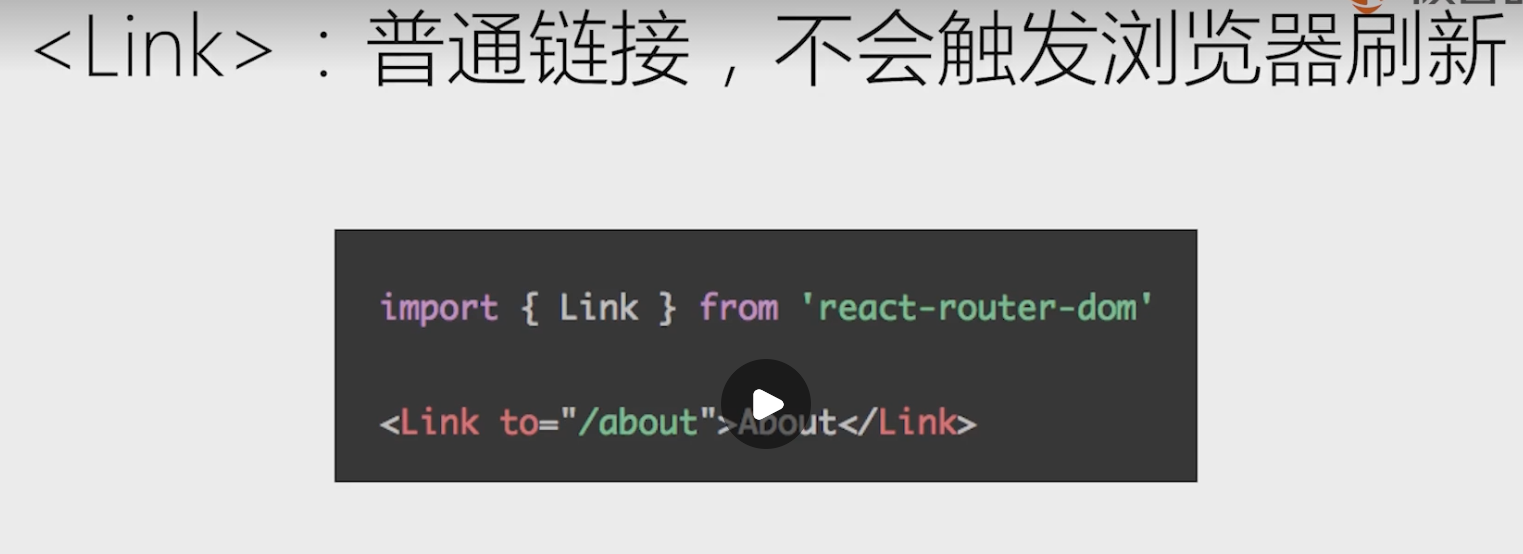 <Link>：普通链接，不会触发浏览器刷新
import { Link } from 'react-router-dom'
<Link to="/about">About</Link>